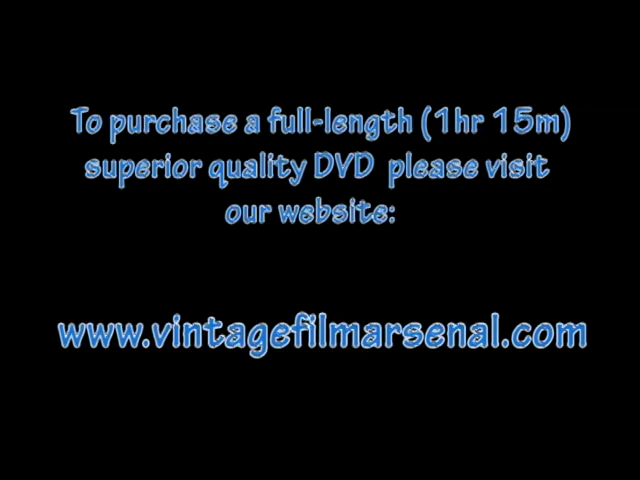 To purchase a full-length (1hr 15m)
superior quality DVD please visit
our website:
www.vintagefilmarsenal.com